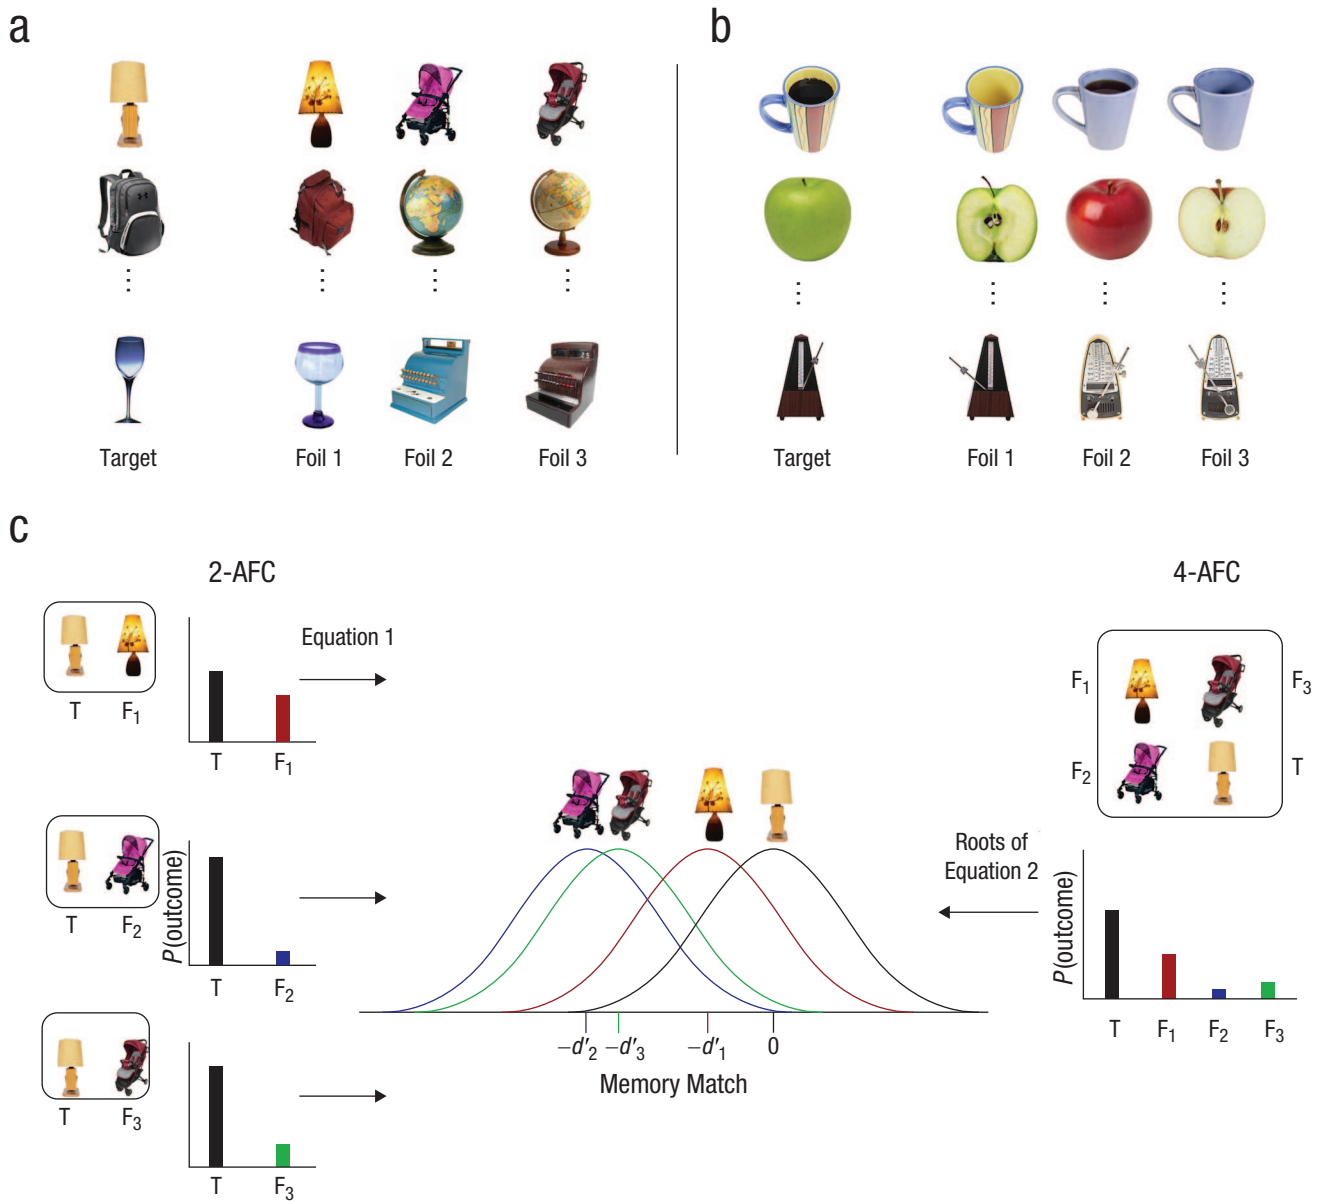 a
b
⋮ ⋮ ⋮ ⋮
⋮ ⋮ ⋮ ⋮
Target Foil 1 Foil 2 Foil 3
Target Foil 1 Foil 2 Foil 3
c
2-AFC
4-AFC
T F₁
T F₁
Equation 1
P(outcome)
T F₂
T F₂
T F₃
T F₃
−d′₂ −d′₃ −d′₁ 0
Memory Match
F₁ F₃
F₂ T
Roots of
Equation 2
P(outcome)
T F₁ F₂ F₃